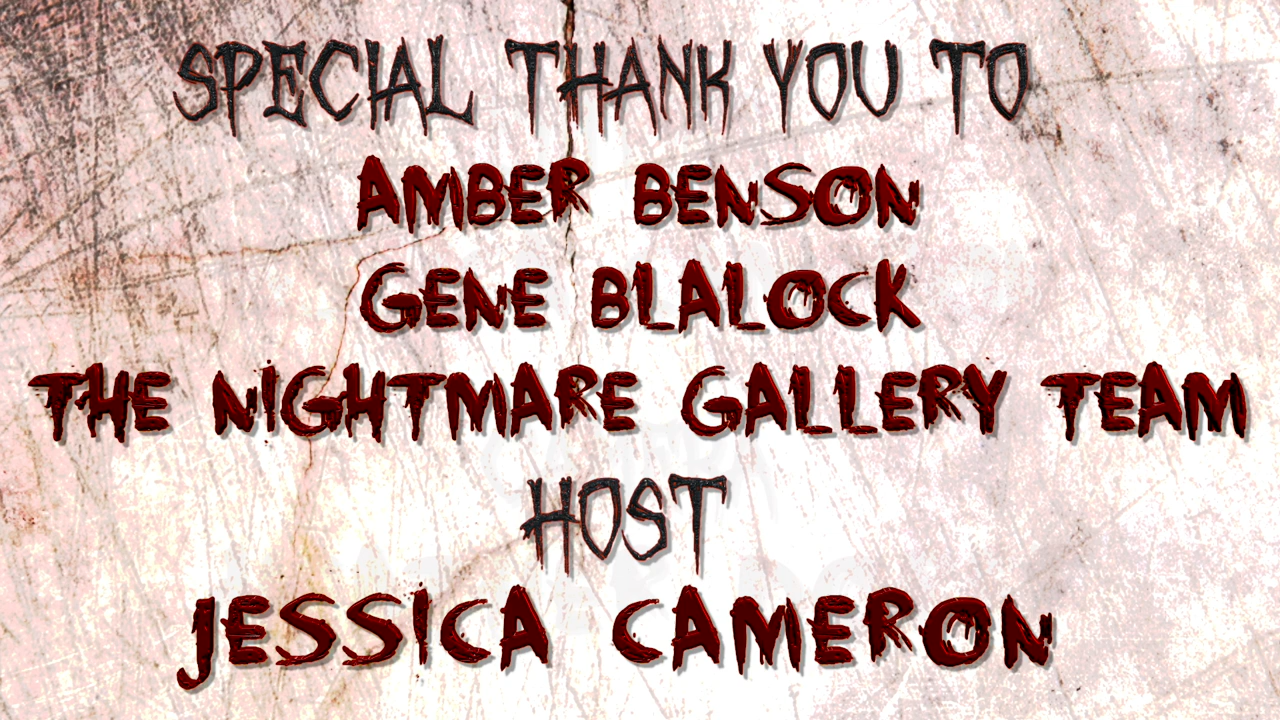 SPECIAL THANK YOU TO
AMBER BENSON
GENE BLALOCK
THE NIGHTMARE GALLERY TEAM
HOST
JESSICA CAMERON